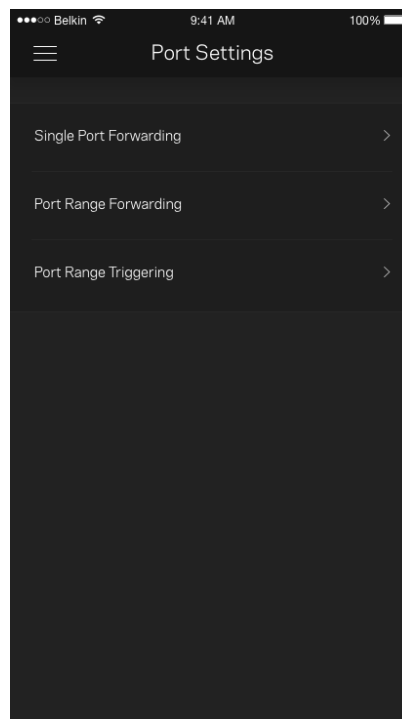 Belkin 9:41 AM 100%
Port Settings
Single Port Forwarding
Port Range Forwarding
Port Range Triggering